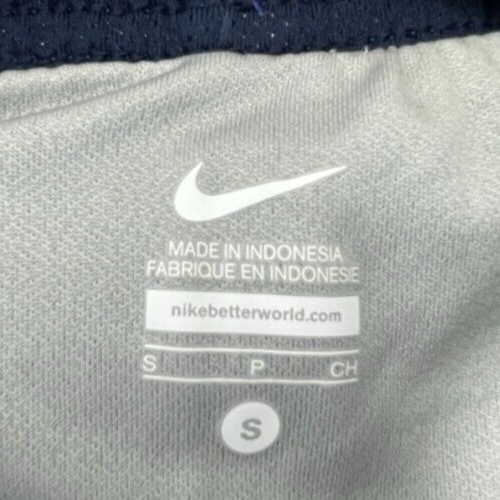 MADE IN INDONESIA
FABRIQUE EN INDONESIE
nikebetterworld.com
S P CH
S